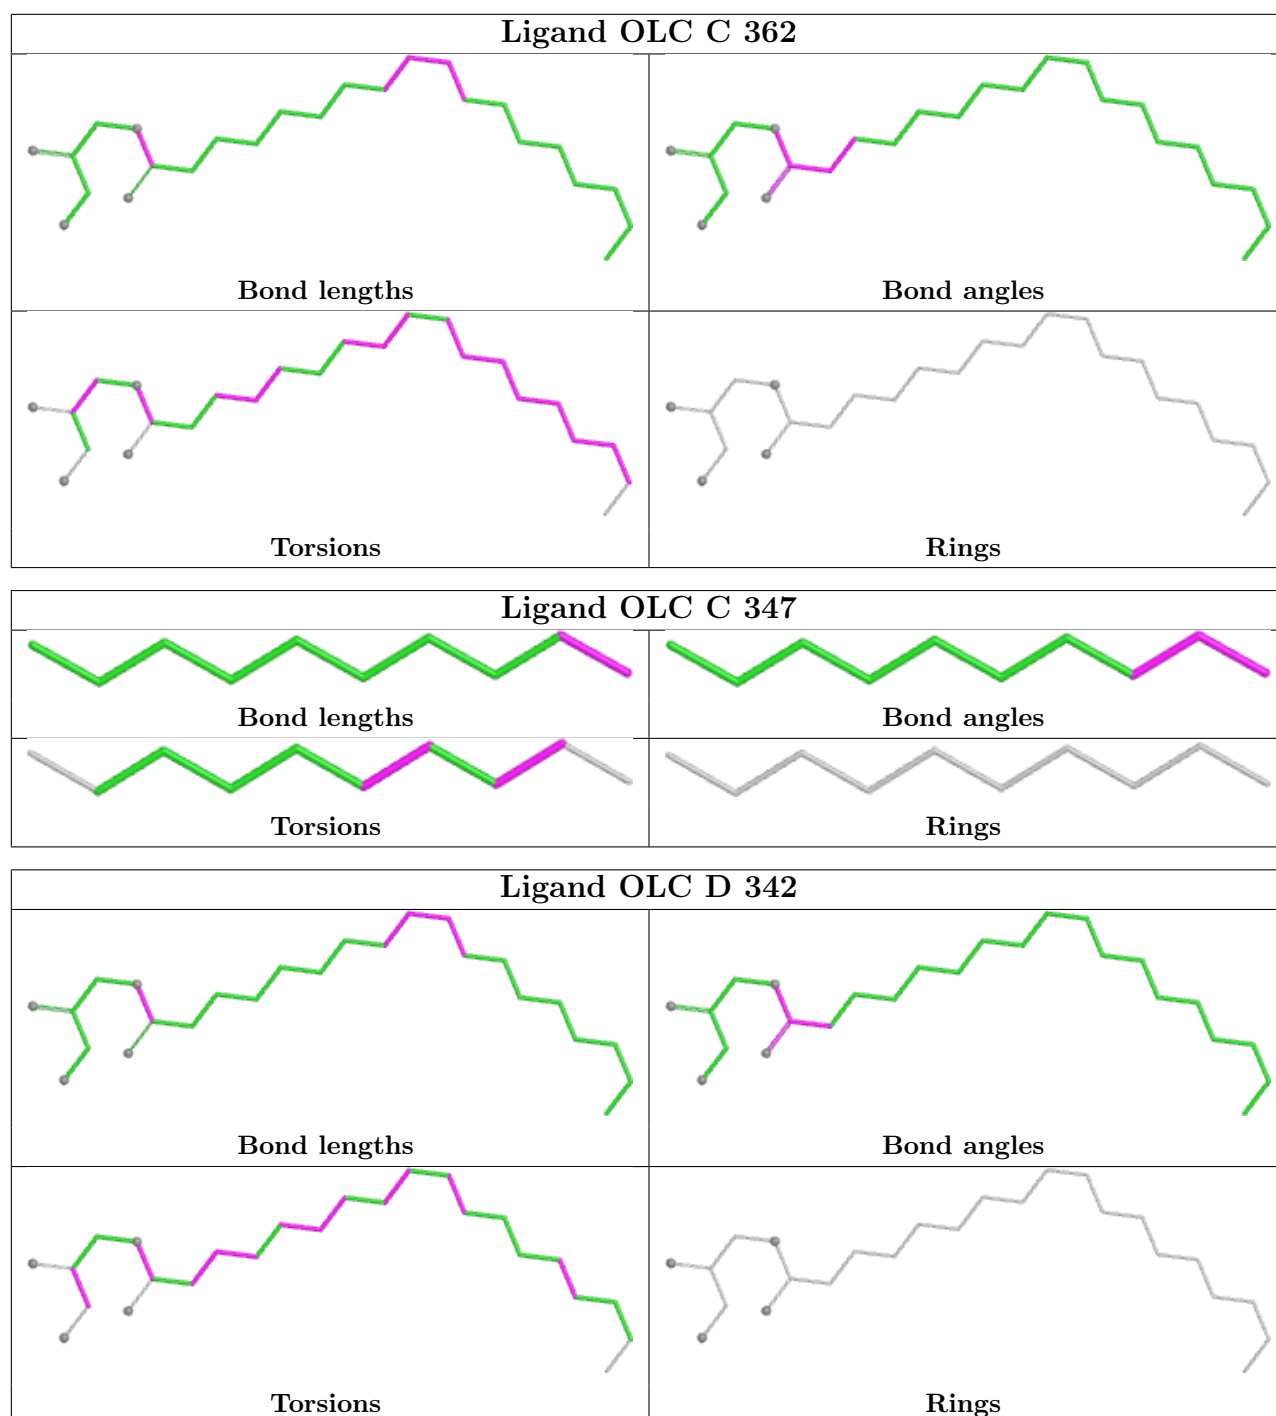 Ligand OLC C 362
Bond lengths
Bond angles
Torsions
Rings
Ligand OLC C 347
Bond lengths
Bond angles
Torsions
Rings
Ligand OLC D 342
Bond lengths
Bond angles
Torsions
Rings